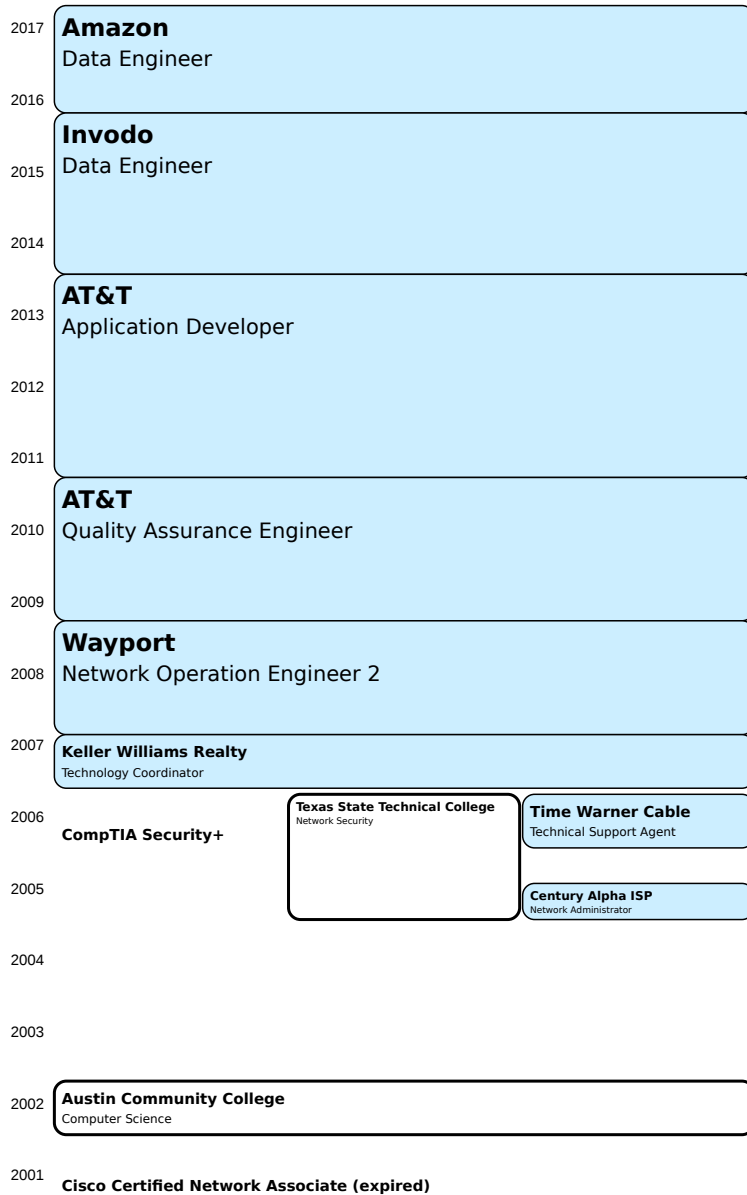 2017
Amazon
Data Engineer
2016
Invodo
Data Engineer
2015
2014
AT&T
Application Developer
2013
2012
2011
AT&T
Quality Assurance Engineer
2010
2009
Wayport
Network Operation Engineer 2
2008
2007
Keller Williams Realty
Technology Coordinator
2006
CompTIA Security+
Texas State Technical College
Network Security
Time Warner Cable
Technical Support Agent
2005
Century Alpha ISP
Network Administrator
2004
2003
2002
Austin Community College
Computer Science
2001
Cisco Certified Network Associate (expired)